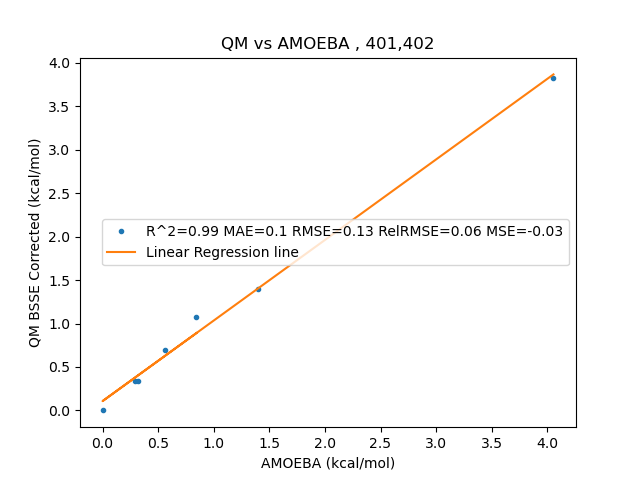 QM vs AMOEBA , 401,402
4.0
3.5
3.0
2.5
2.0
1.5
1.0
0.5
0.0
QM BSSE Corrected (kcal/mol)
R^2=0.99 MAE=0.1 RMSE=0.13 RelRMSE=0.06 MSE=-0.03
Linear Regression line
0.0 0.5 1.0 1.5 2.0 2.5 3.0 3.5 4.0
AMOEBA (kcal/mol)